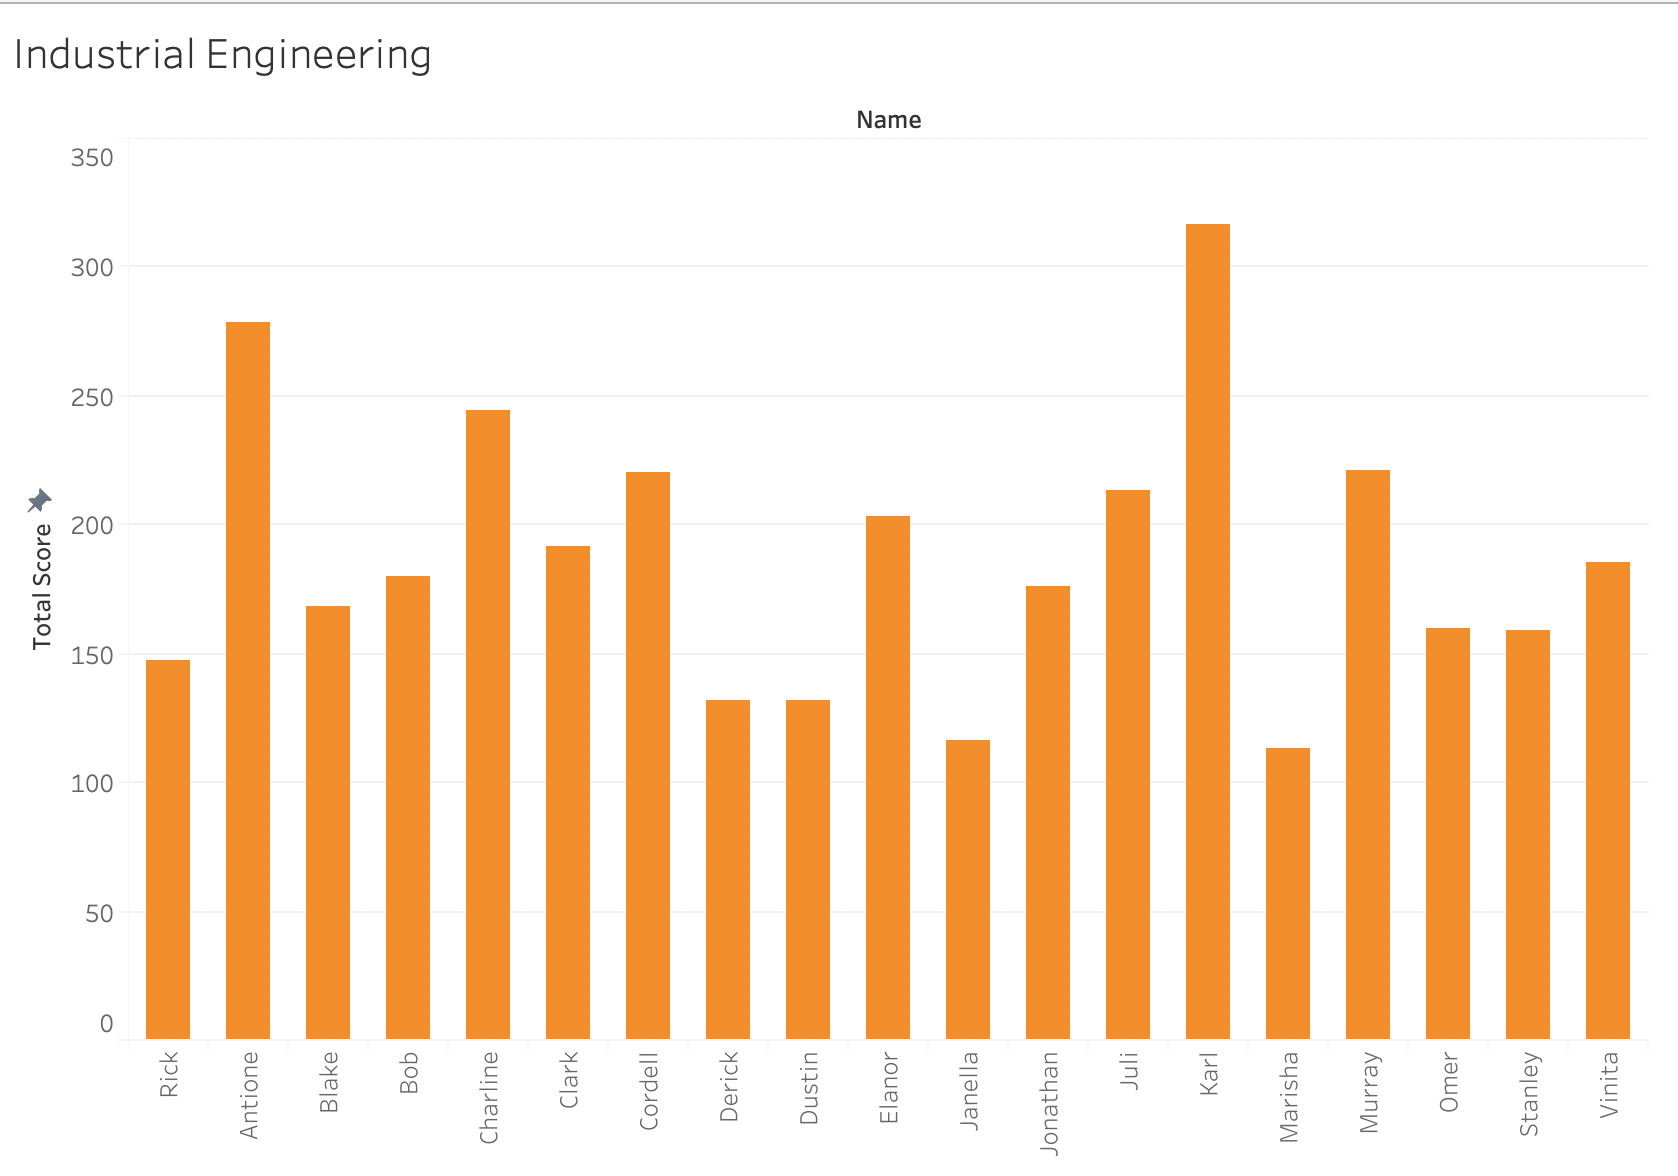 Industrial Engineering
Name
350
300
250
200
150
100
50
0
Total Score
Rick
Antione
Blake
Bob
Charline
Clark
Cordell
Derick
Dustin
Elanor
Janella
Jonathan
Juli
Karl
Marisha
Murray
Omer
Stanley
Vinita